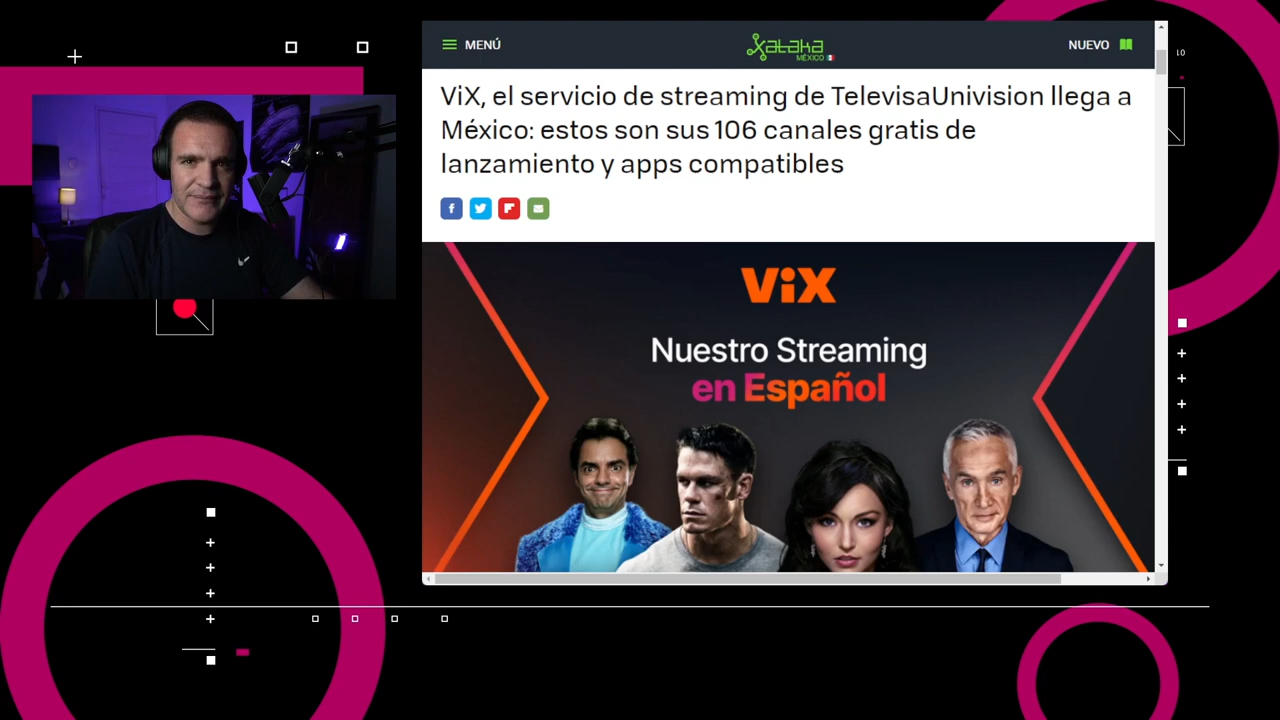 MENÚ
Xataka
MÉXICO
NUEVO
ViX, el servicio de streaming de TelevisaUnivision llega a
México: estos son sus 106 canales gratis de
lanzamiento y apps compatibles
ViX
Nuestro Streaming
en Español
10